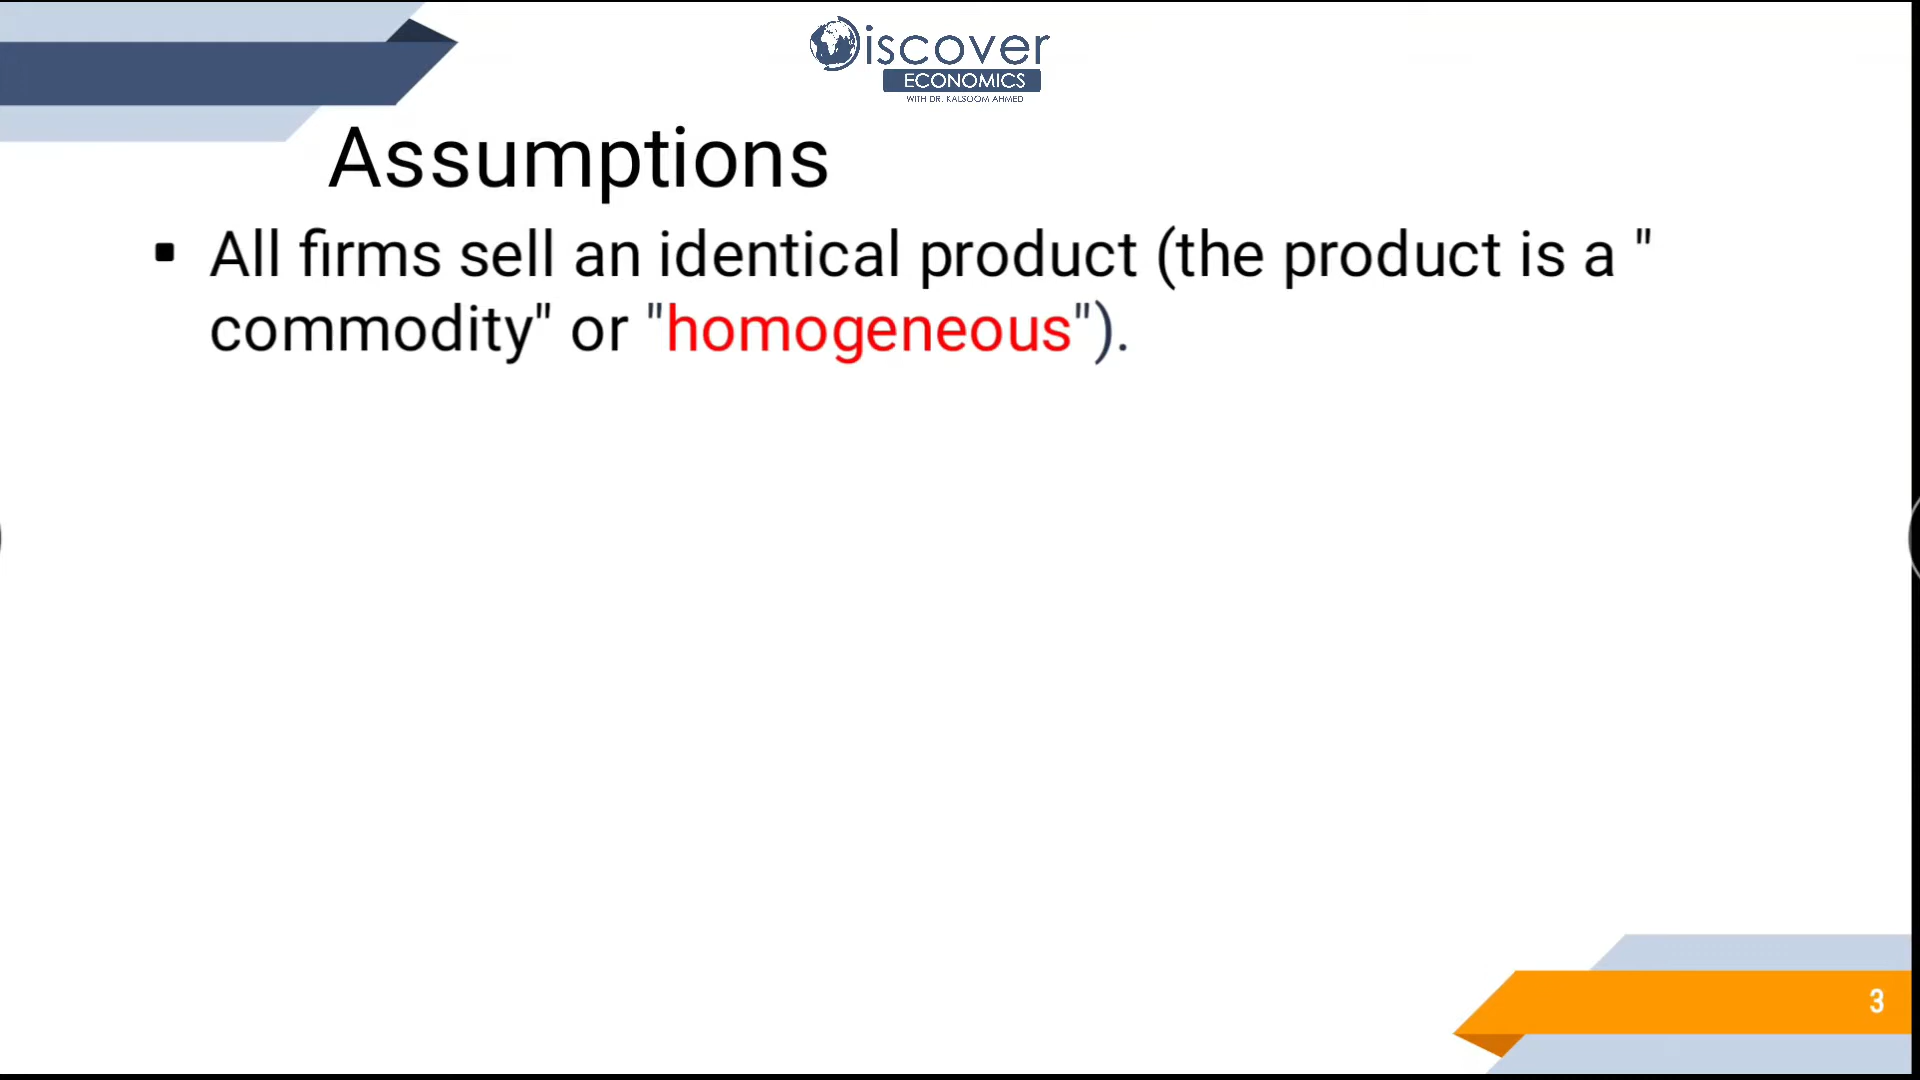 Discover
ECONOMICS
WITH DR. KALSOOM AHMED
Assumptions
▪ All firms sell an identical product (the product is a "
commodity" or "homogeneous").
3